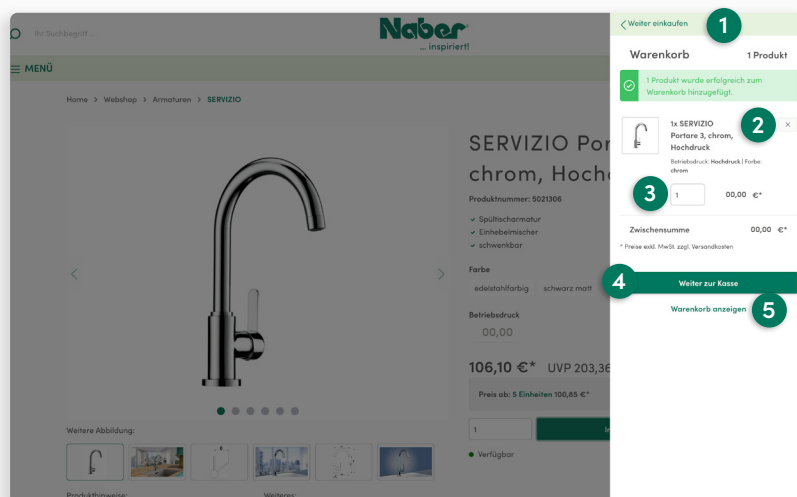 Ihr Suchbegriff ...
Naber
... inspiriert!
MENÜ
Home > Webshop > Armaturen > SERVIZIO
SERVIZIO Por
chrom, Hoch
Produktnummer: 5021306
Spültischarmatur
Einhebelmischer
schwenkbar
Farbe
edelstahlfarbig schwarz matt
Betriebsdruck
00,00
106,10 €* UVP 203,36
Preis ab: 5 Einheiten 100,85 €*
1
Verfügbar
Weitere Abbildung:
Produkthinweise: Weiteres:
Weiter einkaufen
1
Warenkorb 1 Produkt
1 Produkt wurde erfolgreich zum
Warenkorb hinzugefügt.
1x SERVIZIO
Portare 3, chrom,
Hochdruck
2
×
Betriebsdruck: Hochdruck | Farbe:
chrom
3
1 00,00 €*
Zwischensumme 00,00 €*
* Preise exkl. MwSt. zzgl. Versandkosten
4
Weiter zur Kasse
Warenkorb anzeigen
5